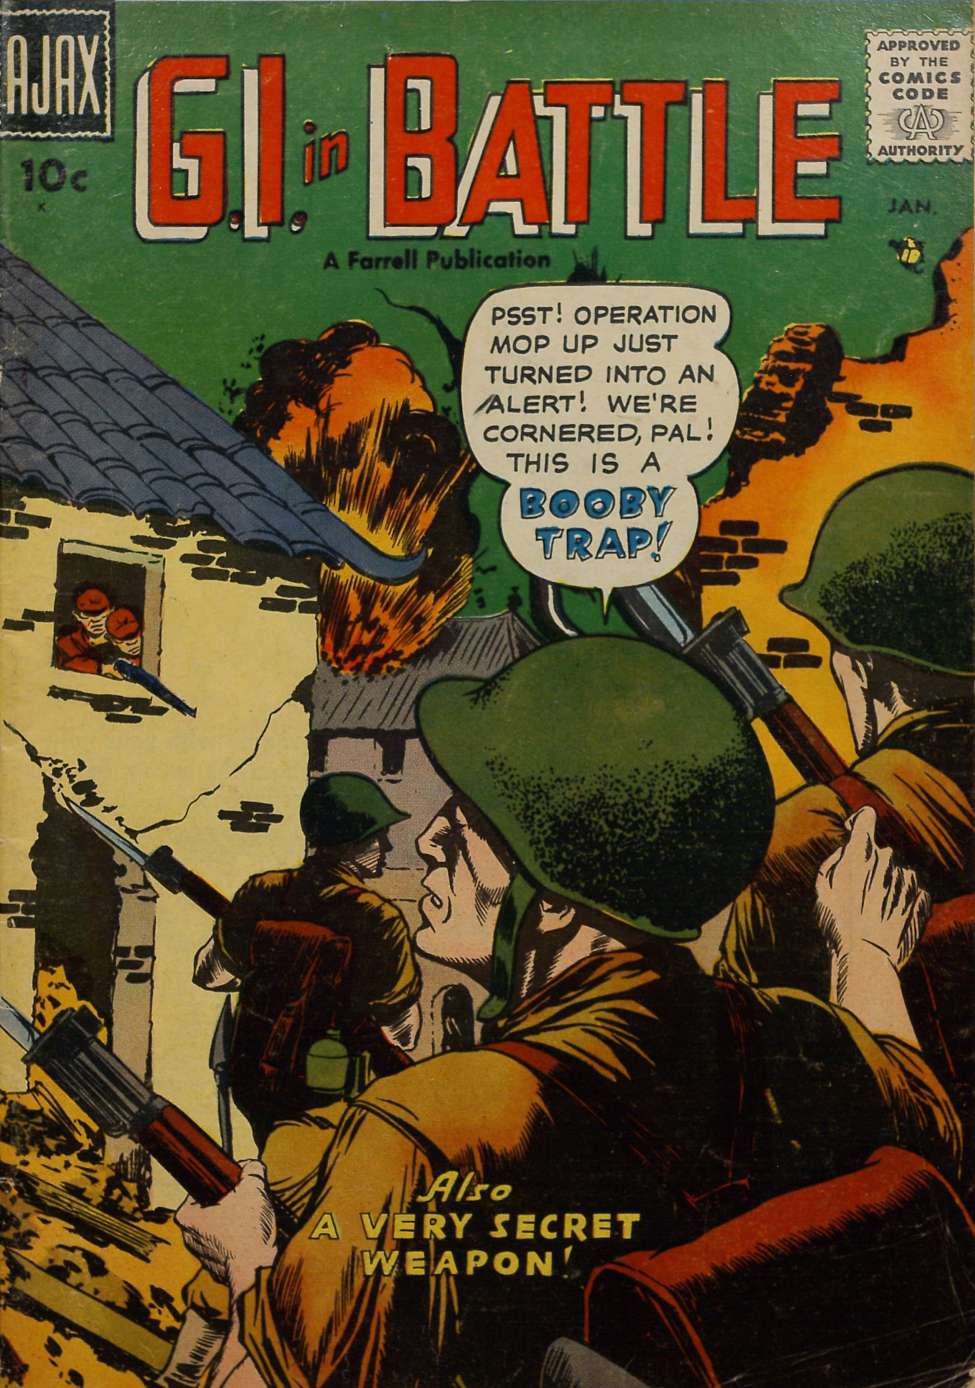 AJAX
10c
K
G.I. in BATTLE
A Farrell Publication
APPROVED
BY THE
COMICS
CODE
CA
AUTHORITY
JAN.
PSST! OPERATION
MOP UP JUST
TURNED INTO AN
ALERT! WE'RE
CORNERED, PAL!
THIS IS A
BOOBY
TRAP!
Also
A VERY SECRET
WEAPON!